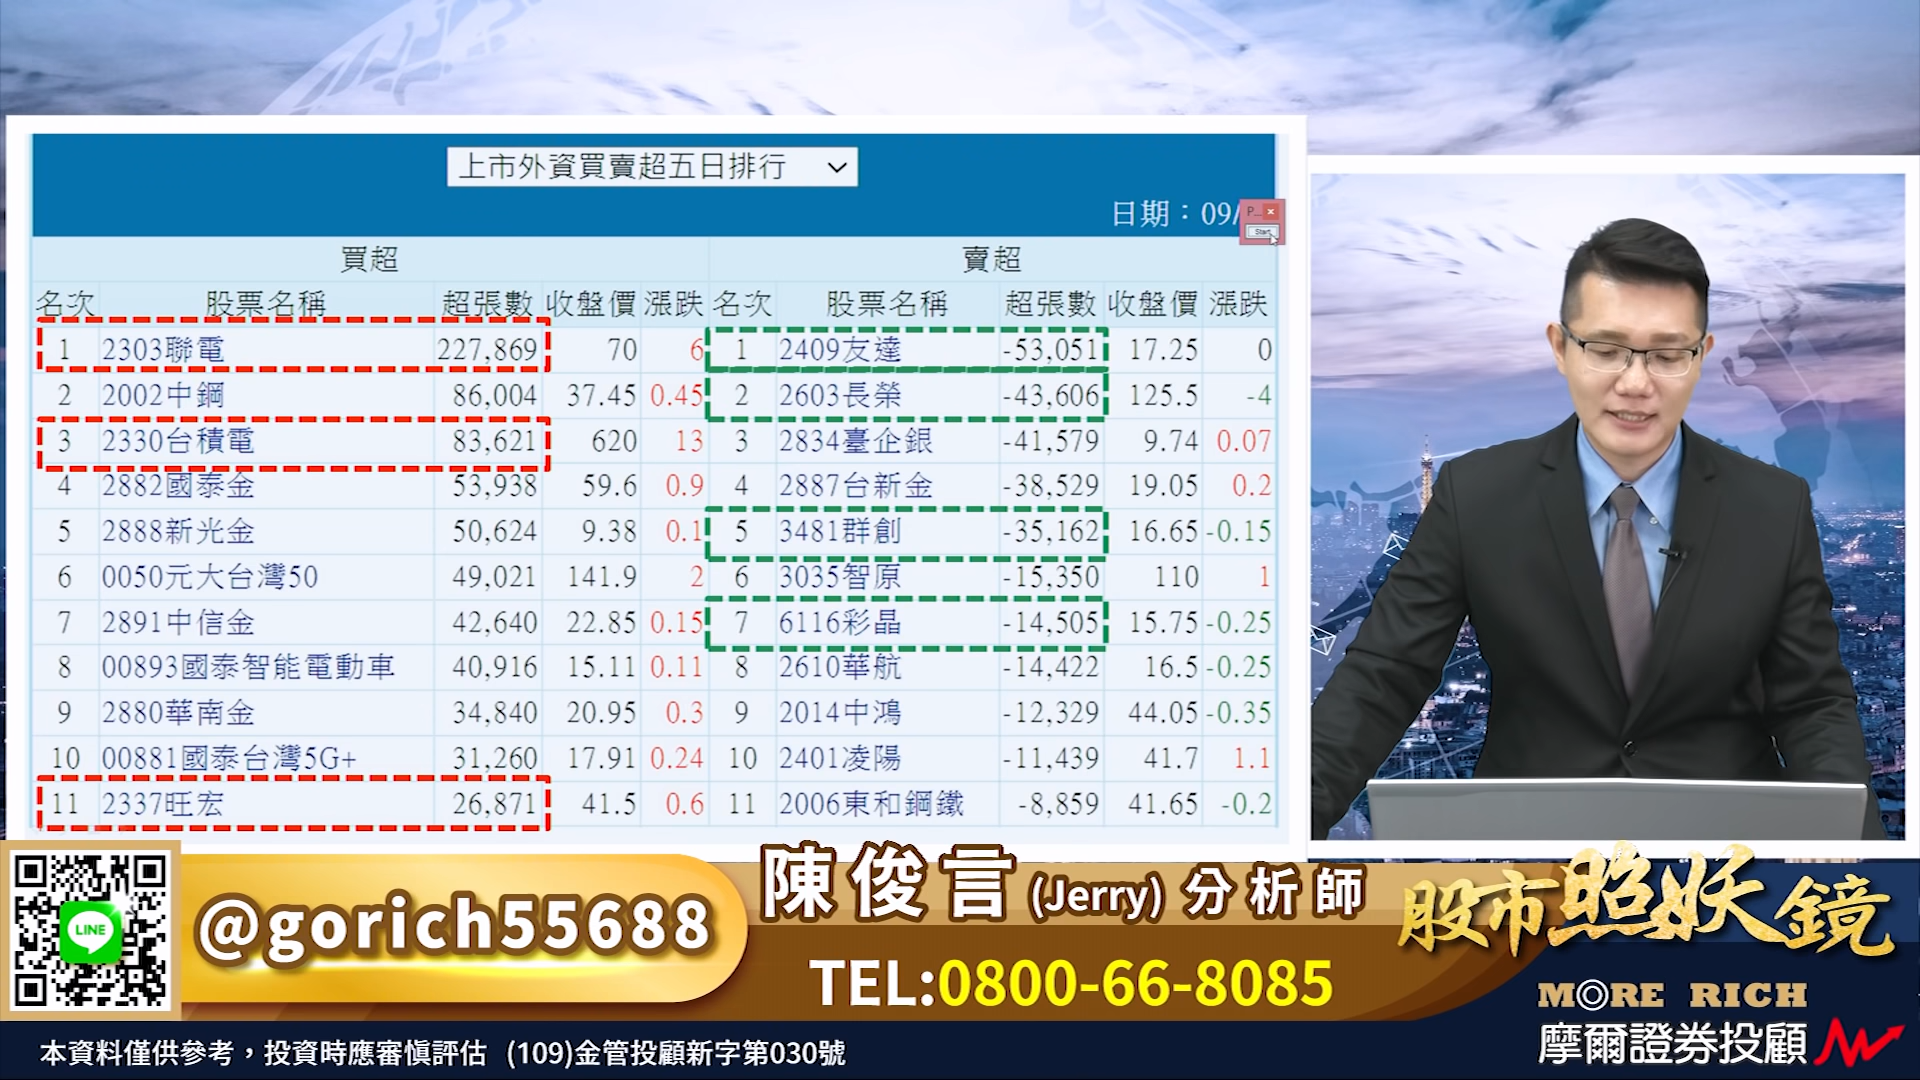 上市外資買賣超五日排行
日期：09/
P...
Start
買超 賣超
名次 股票名稱 超張數 收盤價 漲跌 名次 股票名稱 超張數 收盤價 漲跌
1 2303聯電 227,869 70 6 1 2409友達 -53,051 17.25 0
2 2002中鋼 86,004 37.45 0.45 2 2603長榮 -43,606 125.5 -4
3 2330台積電 83,621 620 13 3 2834臺企銀 -41,579 9.74 0.07
4 2882國泰金 53,938 59.6 0.9 4 2887台新金 -38,529 19.05 0.2
5 2888新光金 50,624 9.38 0.1 5 3481群創 -35,162 16.65 -0.15
6 0050元大台灣50 49,021 141.9 2 6 3035智原 -15,350 110 1
7 2891中信金 42,640 22.85 0.15 7 6116彩晶 -14,505 15.75 -0.25
8 00893國泰智能電動車 40,916 15.11 0.11 8 2610華航 -14,422 16.5 -0.25
9 2880華南金 34,840 20.95 0.3 9 2014中鴻 -12,329 44.05 -0.35
10 00881國泰台灣5G+ 31,260 17.91 0.24 10 2401凌陽 -11,439 41.7 1.1
11 2337旺宏 26,871 41.5 0.6 11 2006東和鋼鐵 -8,859 41.65 -0.2
LINE
@gorich55688
陳俊言(Jerry)分析師
TEL:0800-66-8085
股市照妖鏡
MORE RICH
摩爾證券投顧
本資料僅供參考，投資時應審慎評估 (109)金管投顧新字第030號